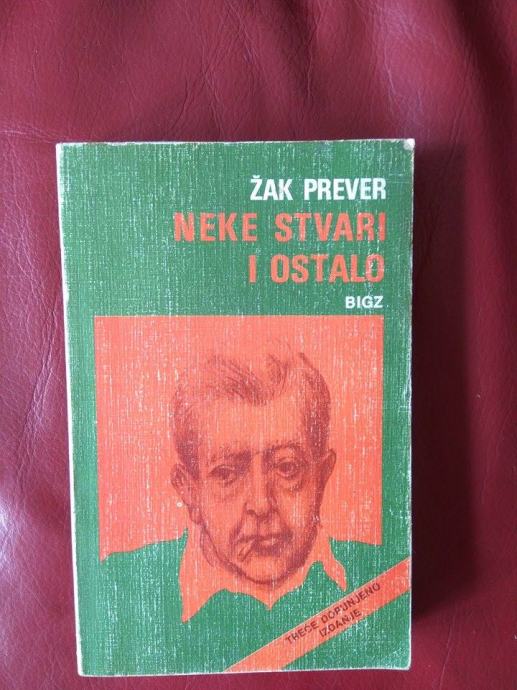 ŽAK PREVER
NEKE STVARI
I OSTALO
BIGZ
TREĆE DOPUNJENO
IZDANJE